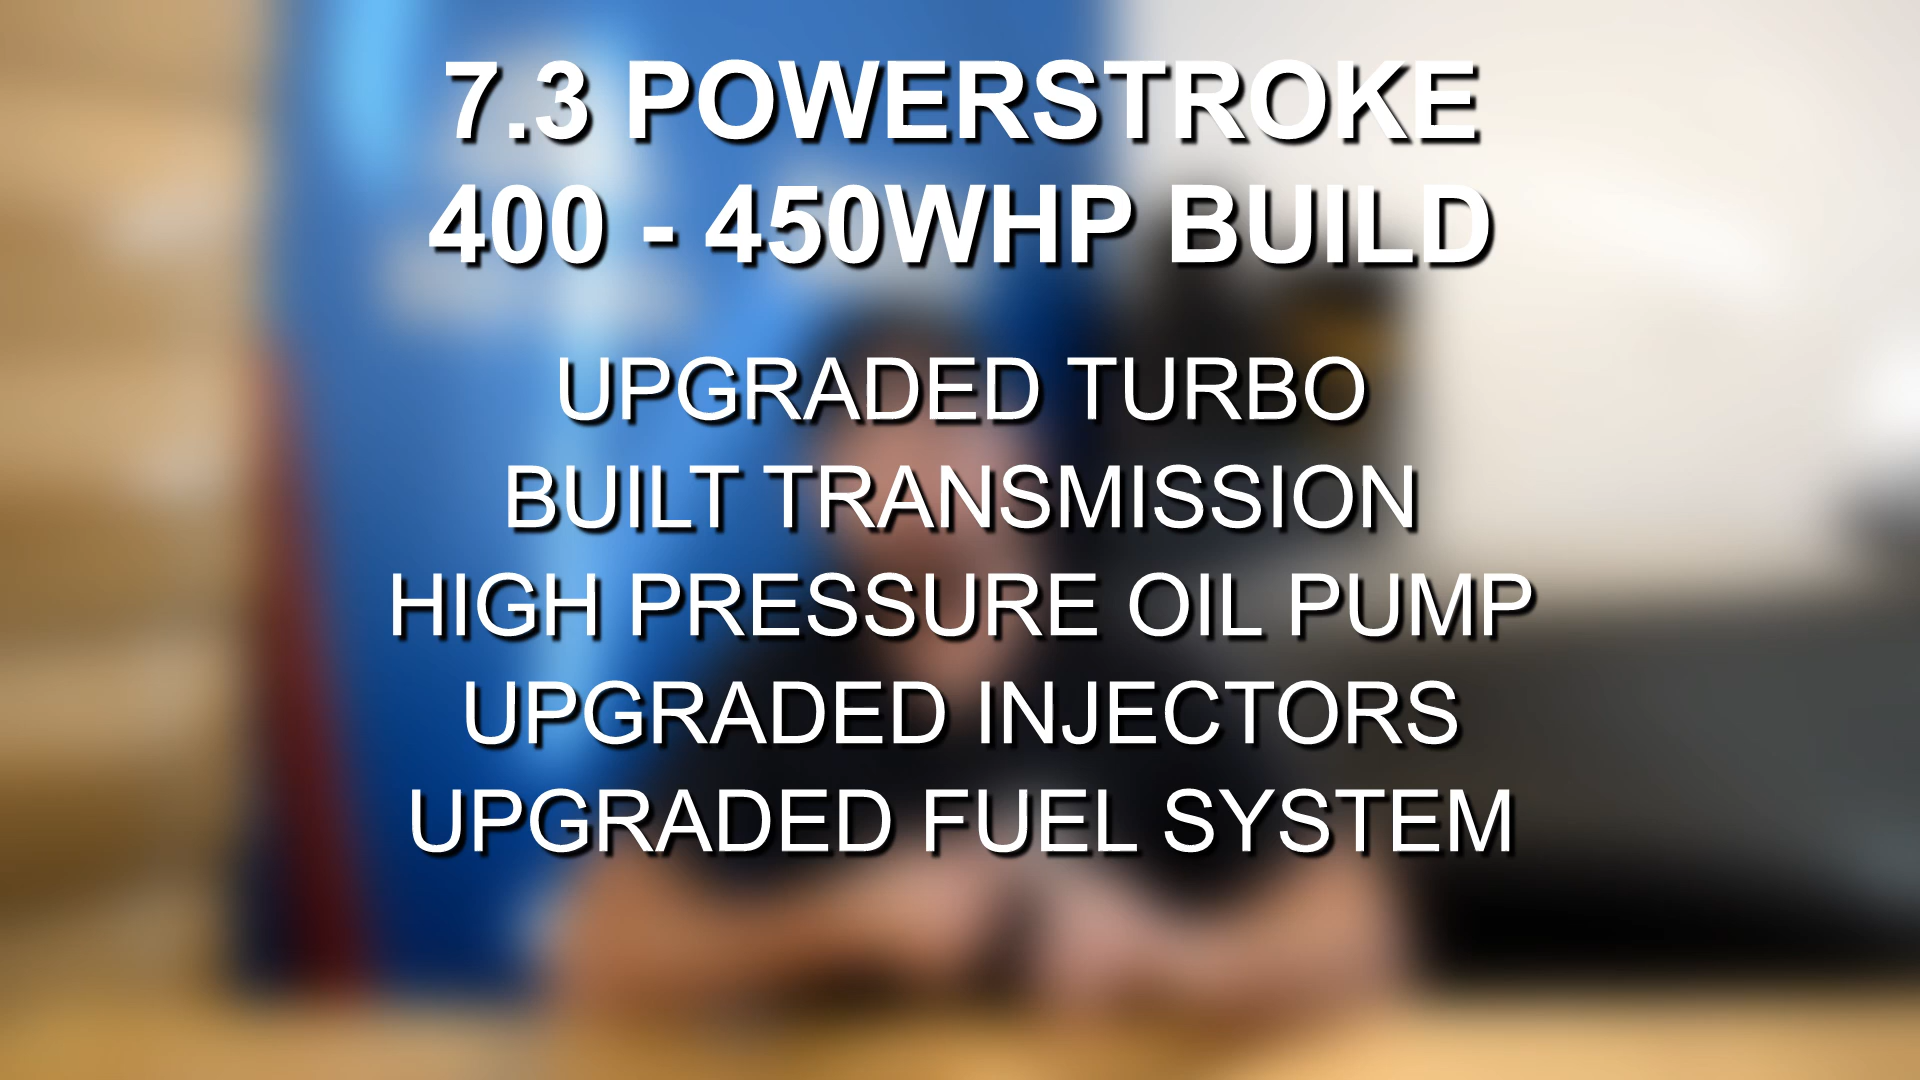 7.3 POWERSTROKE
400 - 450WHP BUILD
UPGRADED TURBO
BUILT TRANSMISSION
HIGH PRESSURE OIL PUMP
UPGRADED INJECTORS
UPGRADED FUEL SYSTEM